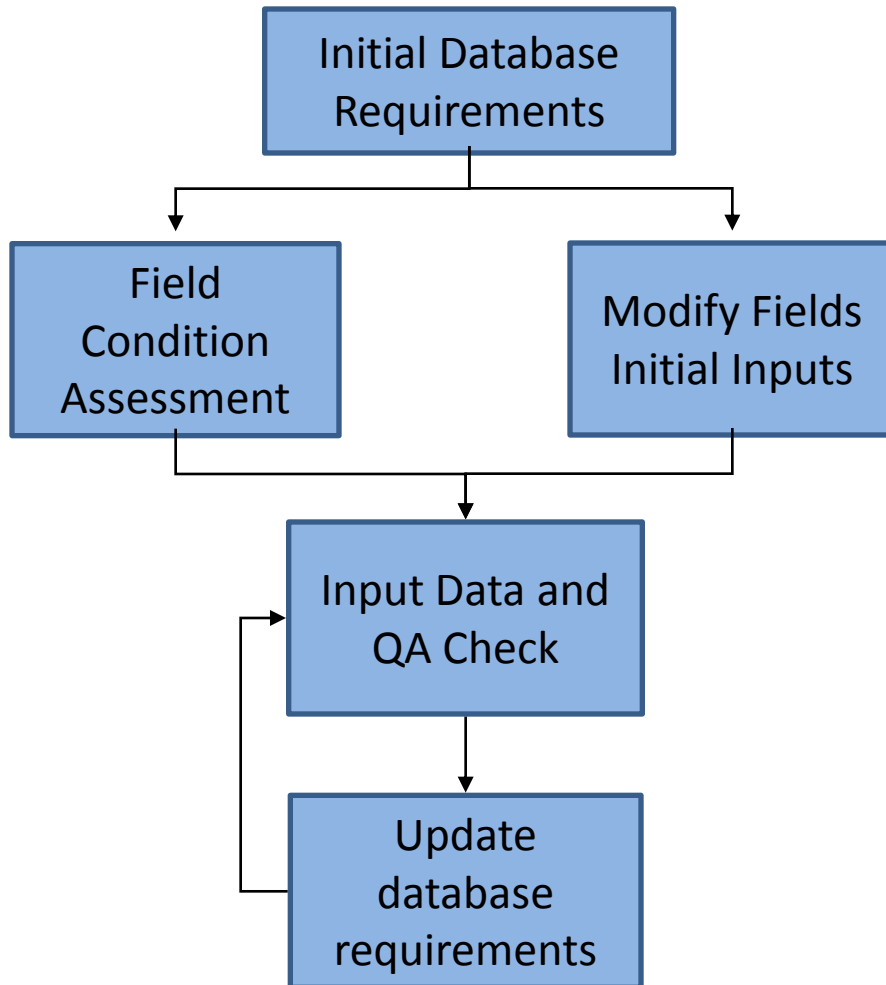 Initial Database
Requirements
Field
Condition
Assessment
Modify Fields
Initial Inputs
Input Data and
QA Check
Update
database
requirements